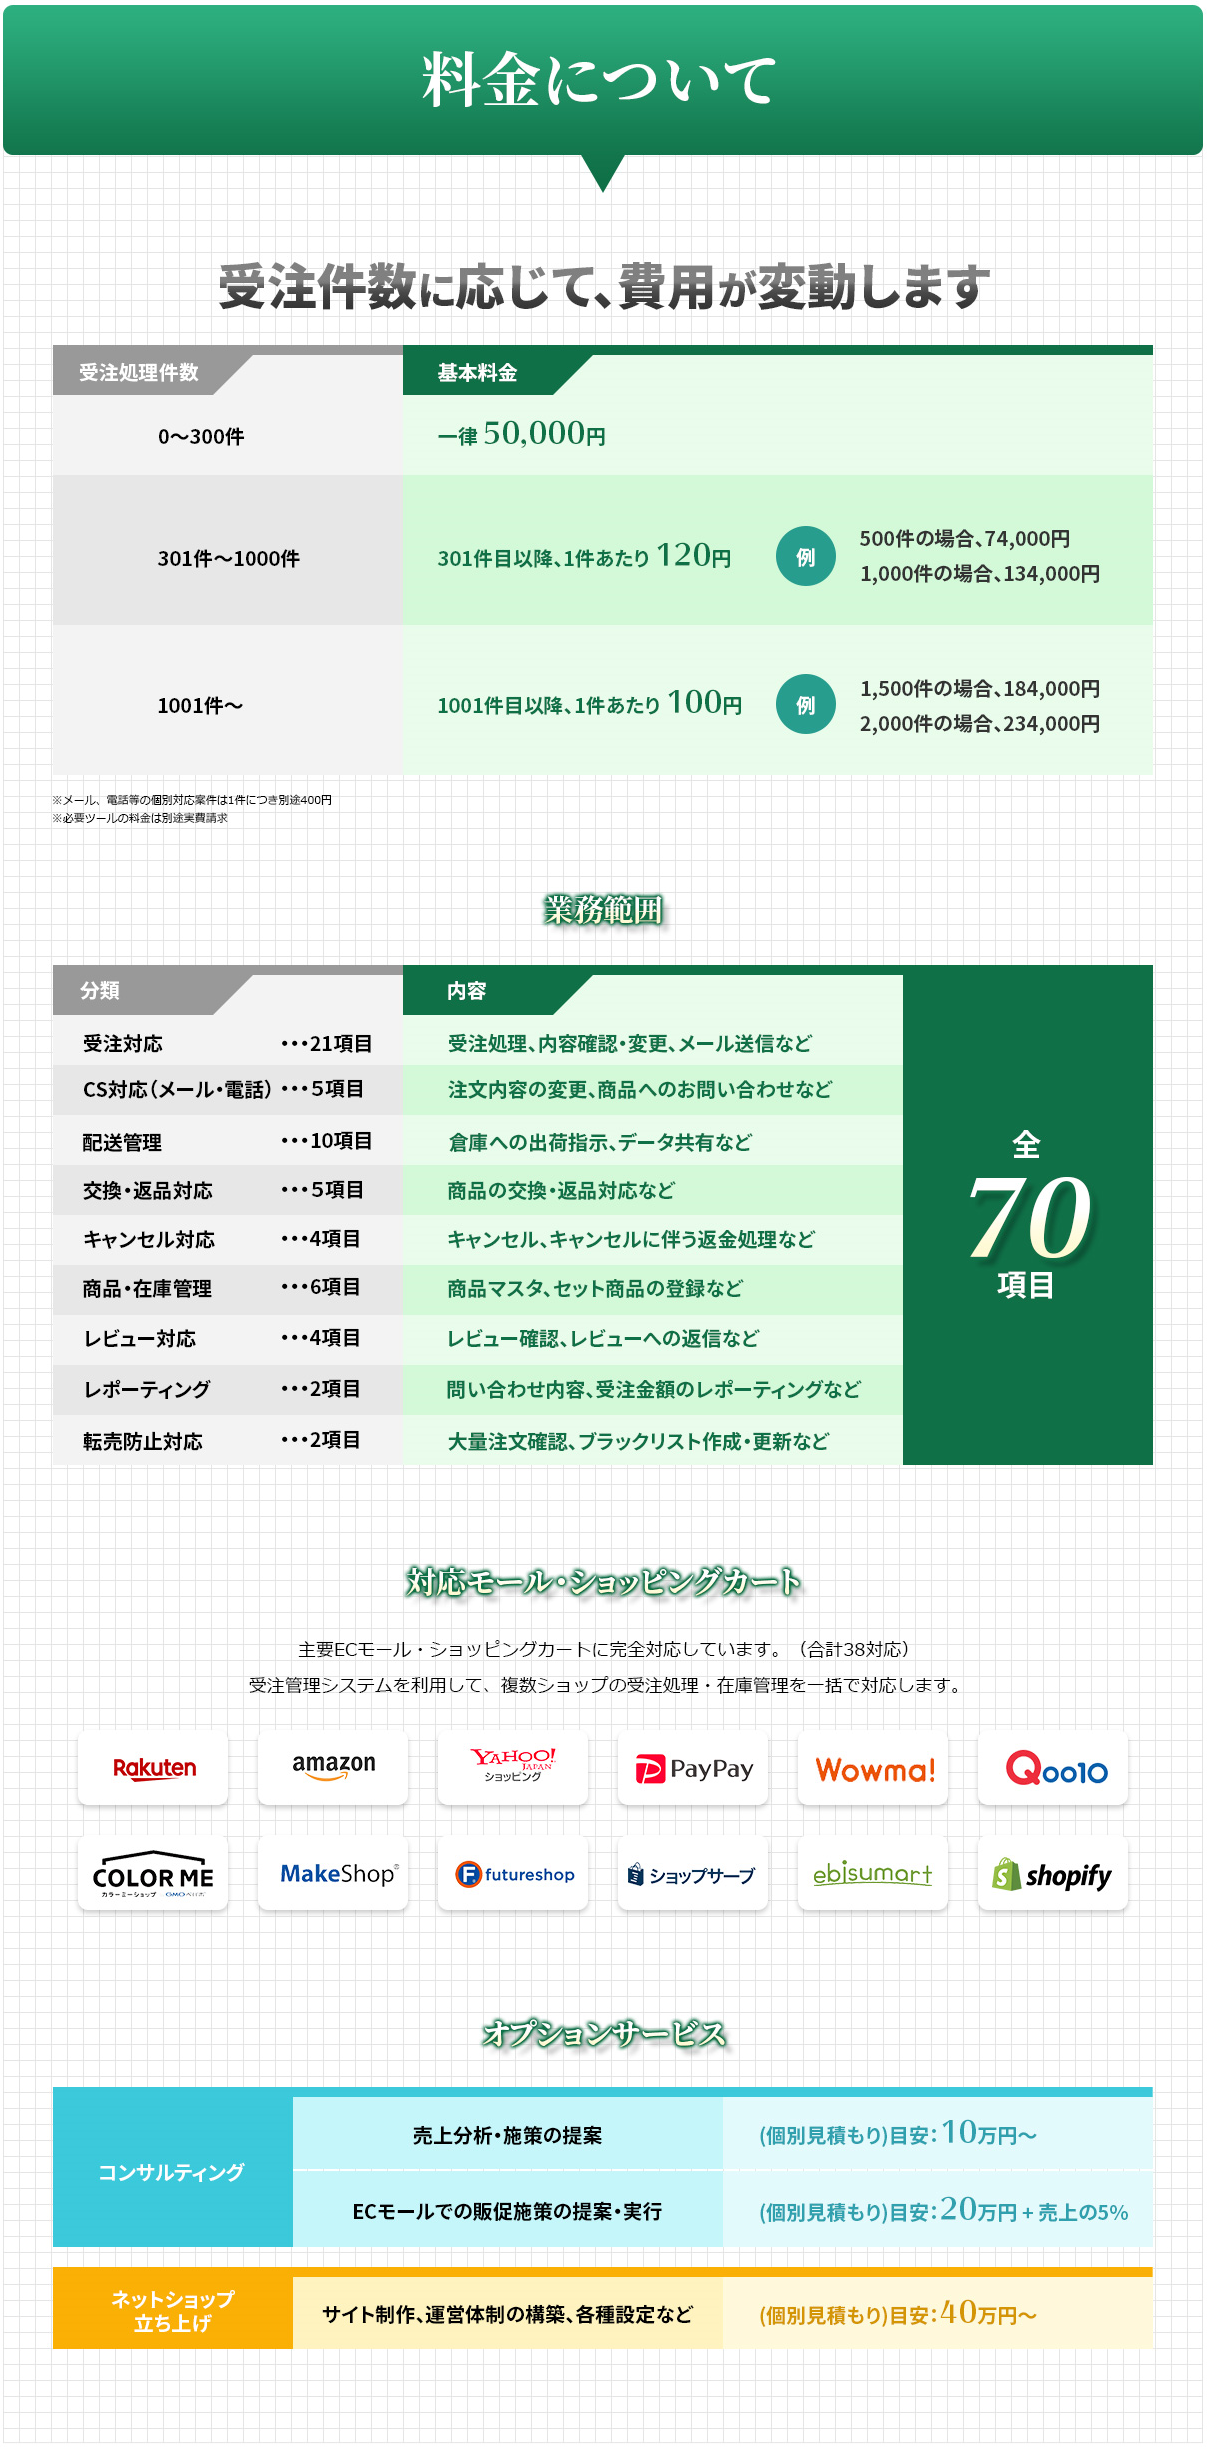 料金について
受注件数に応じて、費用が変動します
受注処理件数 基本料金
0〜300件 一律 50,000円
301件〜1000件 301件目以降、1件あたり 120円 例 500件の場合、74,000円
1,000件の場合、134,000円
1001件〜 1001件目以降、1件あたり 100円 例 1,500件の場合、184,000円
2,000件の場合、234,000円
※メール、電話等の個別対応案件は1件につき別途400円
※必要ツールの料金は別途実費請求
業務範囲
分類 内容
受注対応 ・・・21項目 受注処理、内容確認・変更、メール送信など
CS対応（メール・電話） ・・・5項目 注文内容の変更、商品へのお問い合わせなど
配送管理 ・・・10項目 倉庫への出荷指示、データ共有など
交換・返品対応 ・・・5項目 商品の交換・返品対応など
キャンセル対応 ・・・4項目 キャンセル、キャンセルに伴う返金処理など
商品・在庫管理 ・・・6項目 商品マスタ、セット商品の登録など
レビュー対応 ・・・4項目 レビュー確認、レビューへの返信など
レポーティング ・・・2項目 問い合わせ内容、受注金額のレポーティングなど
転売防止対応 ・・・2項目 大量注文確認、ブラックリスト作成・更新など
全
70
項目
対応モール・ショッピングカート
主要ECモール・ショッピングカートに完全対応しています。（合計38対応）
受注管理システムを利用して、複数ショップの受注処理・在庫管理を一括で対応します。
Rakuten amazon YAHOO! JAPAN ショッピング PayPay Wowma! Qoo10
COLOR ME カラーミーショップ GMOペパボ MakeShop® futureshop ショップサーブ ebisumart shopify
オプションサービス
コンサルティング
売上分析・施策の提案 (個別見積もり)目安：10万円〜
ECモールでの販促施策の提案・実行 (個別見積もり)目安：20万円 + 売上の5%
ネットショップ
立ち上げ
サイト制作、運営体制の構築、各種設定など (個別見積もり)目安：40万円〜